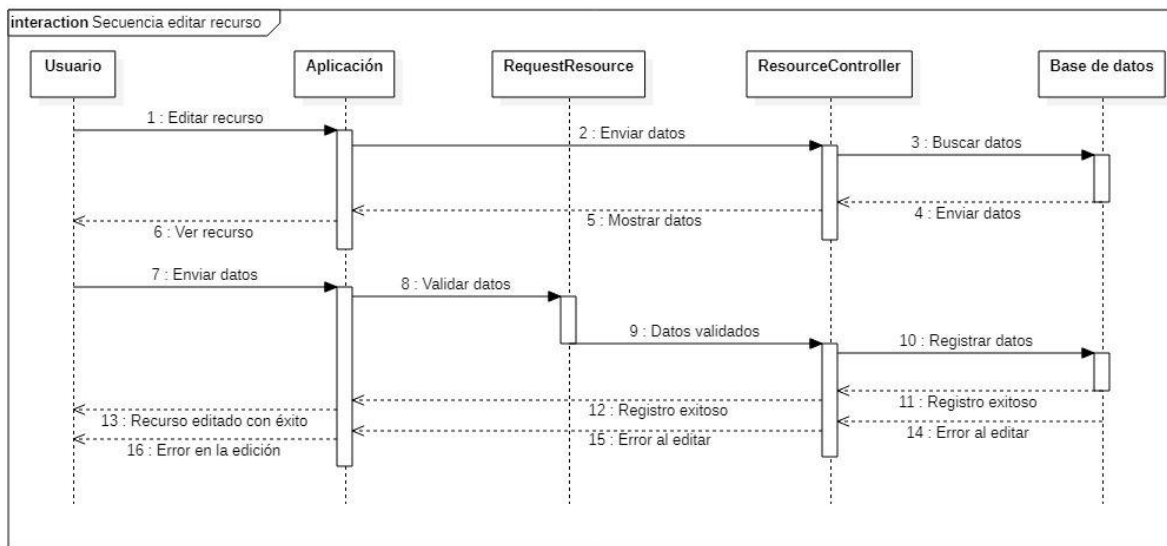 interaction Secuencia editar recurso
Usuario
Aplicación
RequestResource
ResourceController
Base de datos
1 : Editar recurso
2 : Enviar datos
3 : Buscar datos
4 : Enviar datos
5 : Mostrar datos
6 : Ver recurso
7 : Enviar datos
8 : Validar datos
9 : Datos validados
10 : Registrar datos
11 : Registro exitoso
12 : Registro exitoso
13 : Recurso editado con éxito
14 : Error al editar
15 : Error al editar
16 : Error en la edición